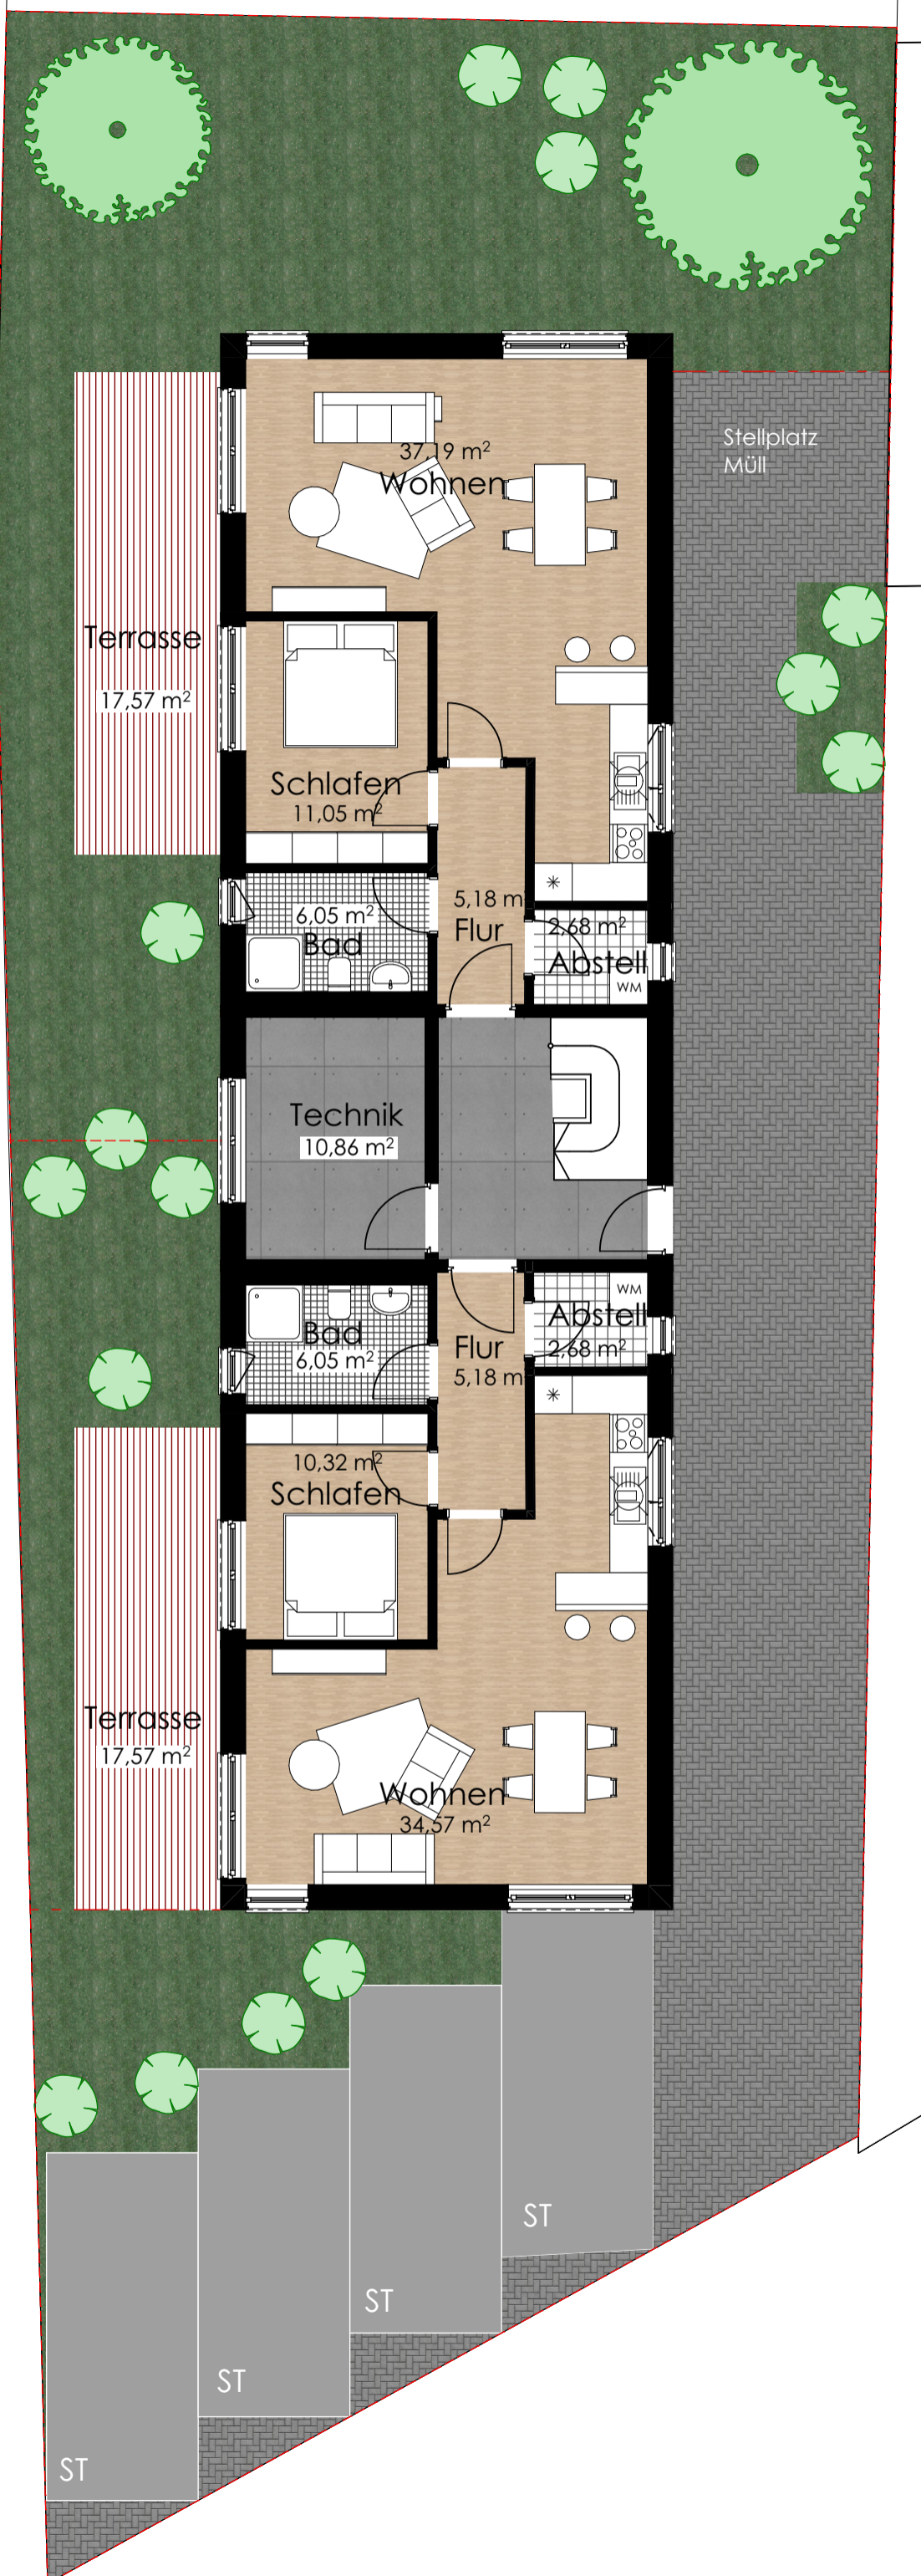 Stellplatz
Müll
37,19 m²
Wohnen
Terrasse
17,57 m²
Schlafen
11,05 m²
6,05 m²
Bad
5,18 m
Flur
2,68 m²
Abstell
WM
Technik
10,86 m²
WM
Abstell
2,68 m²
Bad
6,05 m²
Flur
5,18 m
10,32 m²
Schlafen
Terrasse
17,57 m²
Wohnen
34,57 m²
ST
ST
ST
ST